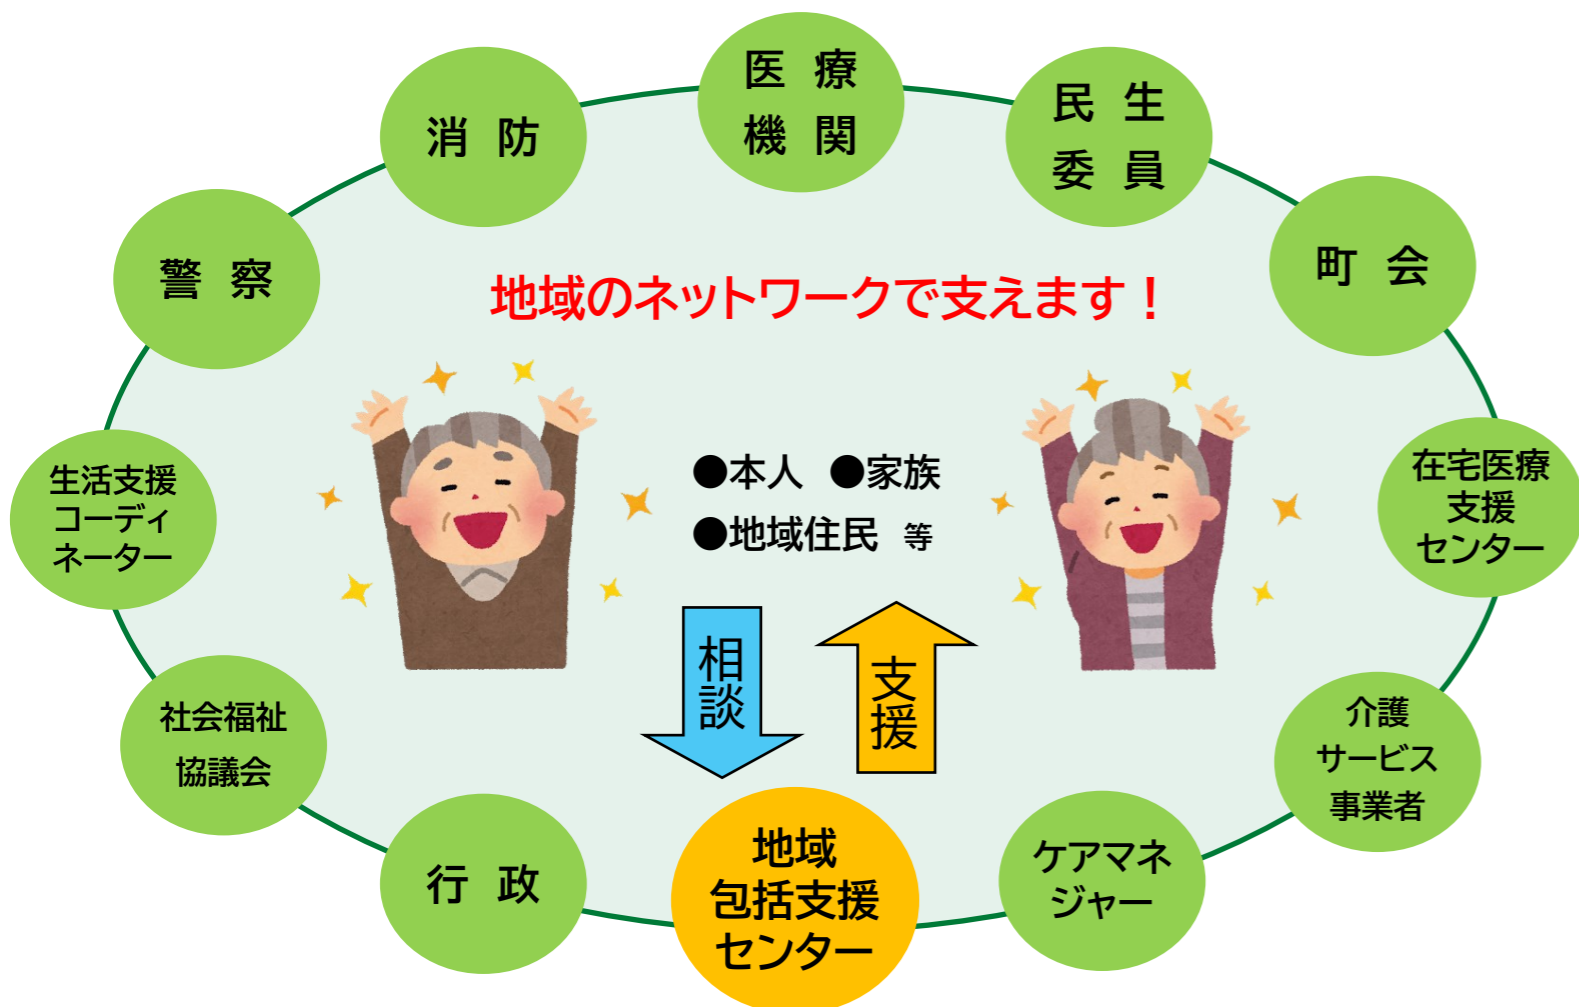 医療
機関
消防
民生
委員
警察
町会
地域のネットワークで支えます！
生活支援
コーディ
ネーター
●本人 ●家族
●地域住民 等
在宅医療
支援
センター
相談
支援
社会福祉
協議会
介護
サービス
事業者
行政
地域
包括支援
センター
ケアマネ
ジャー